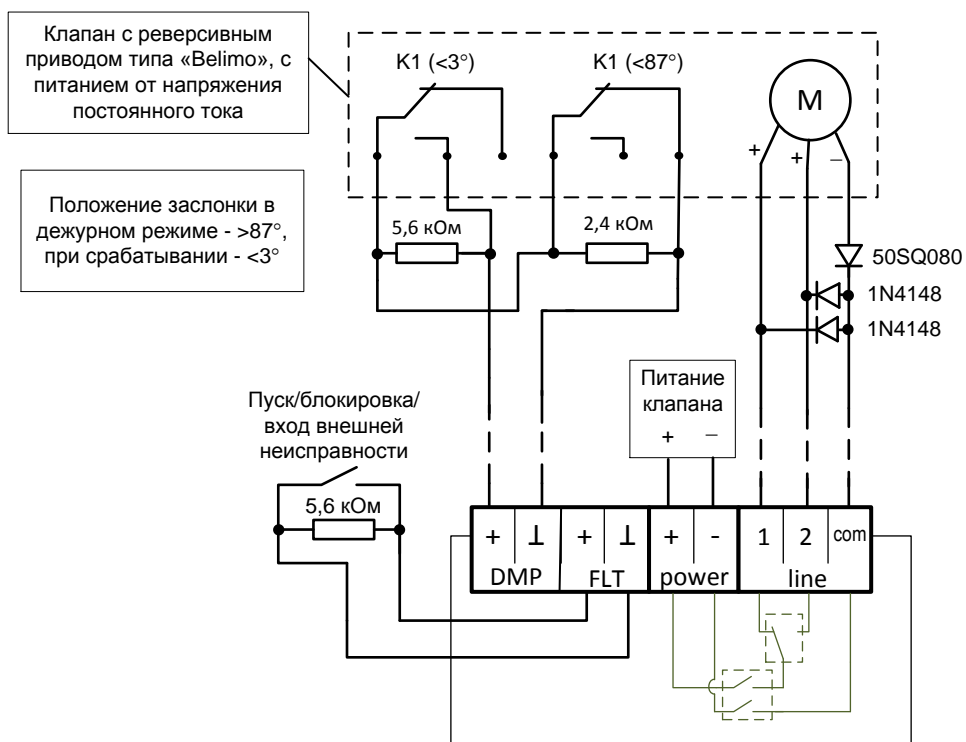 Клапан с реверсивным
приводом типа «Belimo», с
питанием от напряжения
постоянного тока
K1 (<3°)
K1 (<87°)
M
+
+
−
Положение заслонки в
дежурном режиме - >87°,
при срабатывании - <3°
5,6 кОм
2,4 кОм
50SQ080
1N4148
1N4148
Питание
клапана
+ −
Пуск/блокировка/
вход внешней
неисправности
5,6 кОм
+ ⊥ + ⊥ + - 1 2 com
DMP FLT power line